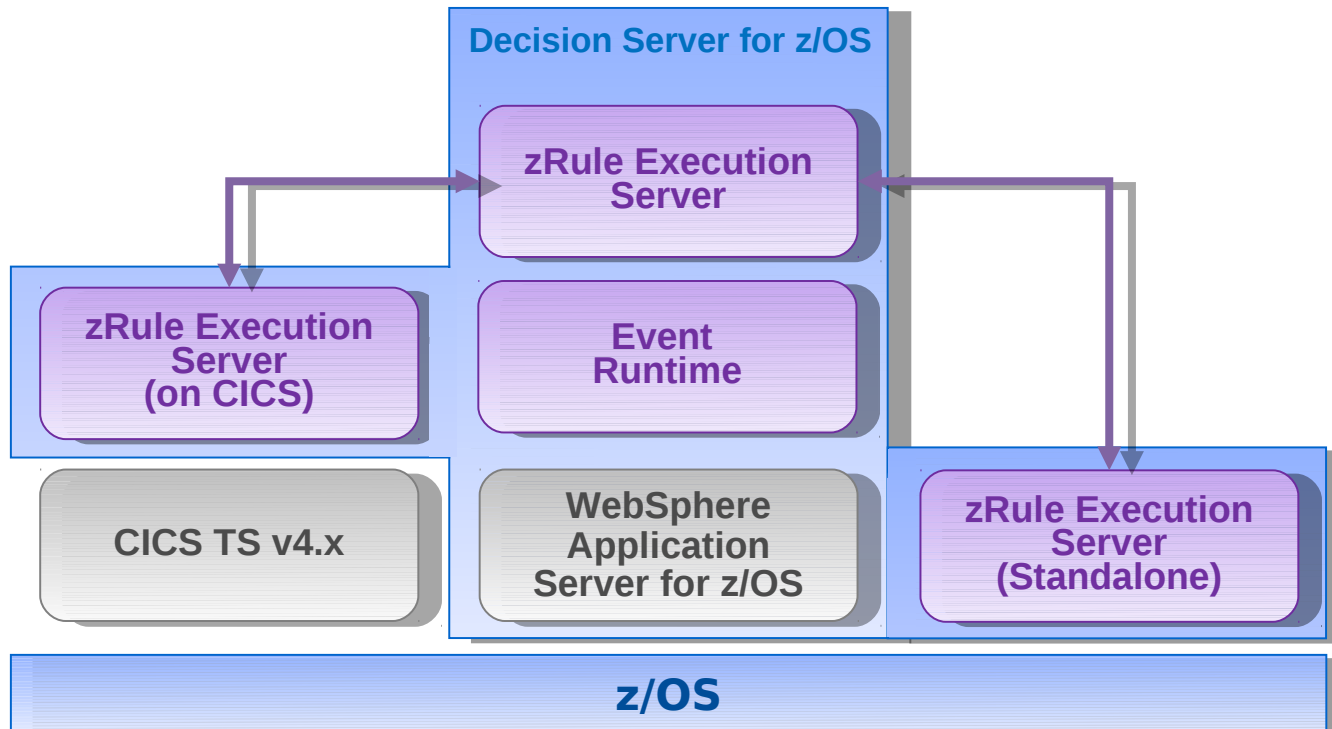 Decision Server for z/OS
zRule Execution
Server
zRule Execution
Server
(on CICS)
Event
Runtime
CICS TS v4.x
WebSphere
Application
Server for z/OS
zRule Execution
Server
(Standalone)
z/OS